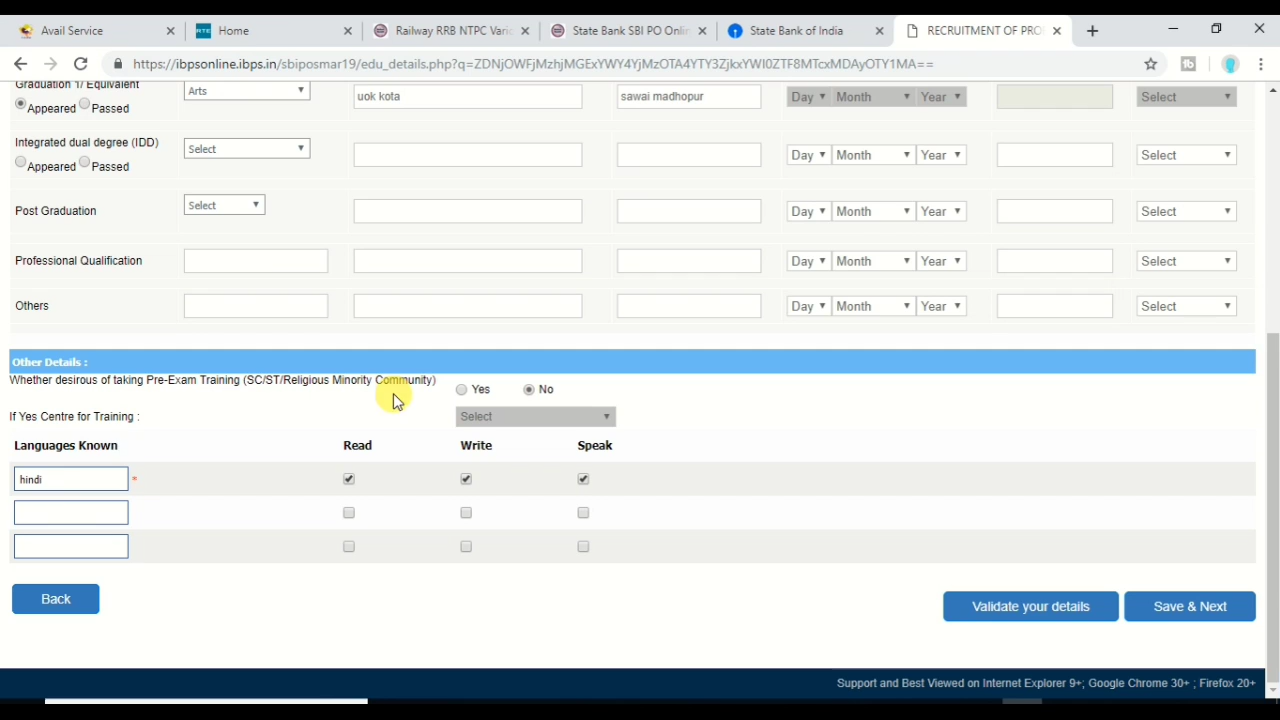 Avail Service
Home
Railway RRB NTPC Vari
State Bank SBI PO Onli
State Bank of India
RECRUITMENT OF PRO
https://ibpsonline.ibps.in/sbiposmar19/edu_details.php?q=ZDNjOWFjMzhjMGExYWY4YjMzOTA4YTY3ZjkxYWI0ZTF8MTcxMDAyOTY1MA==
Graduation 1/ Equivalent
Appeared Passed
Arts
uok kota
sawai madhopur
Day Month Year
Select
Integrated dual degree (IDD)
Appeared Passed
Select
Day Month Year
Select
Post Graduation
Select
Day Month Year
Select
Professional Qualification
Day Month Year
Select
Others
Day Month Year
Select
Other Details :
Whether desirous of taking Pre-Exam Training (SC/ST/Religious Minority Community)
Yes No
If Yes Centre for Training :
Select
Languages Known Read Write Speak
hindi *
Back
Validate your details
Save & Next
Support and Best Viewed on Internet Explorer 9+; Google Chrome 30+ ; Firefox 20+